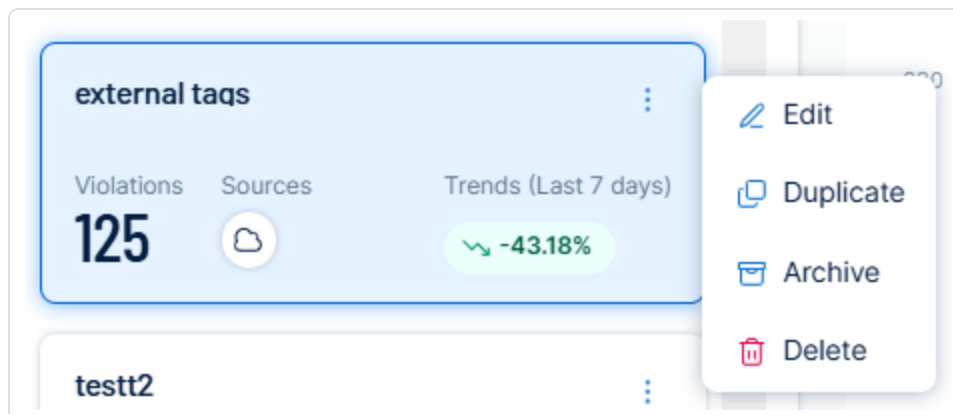 external tags
Violations
Sources
Trends (Last 7 days)
125
-43.18%
Edit
Duplicate
Archive
Delete
testt2